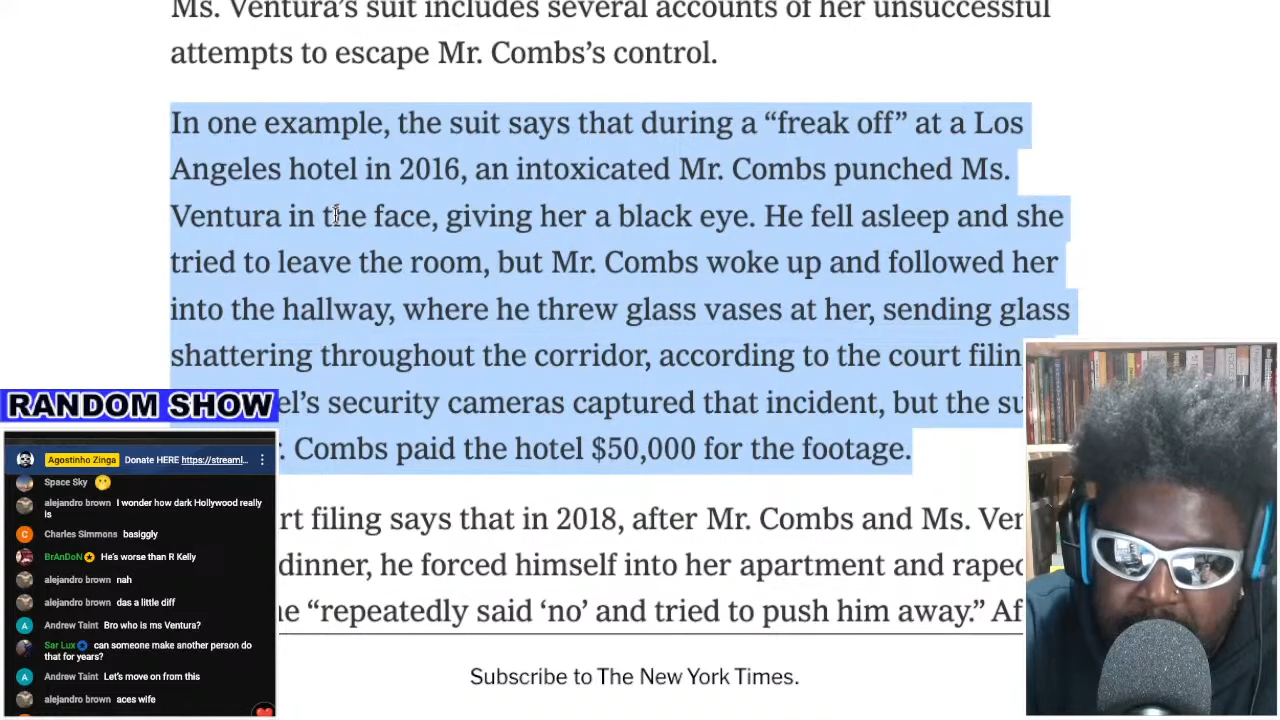 Ms. Ventura's suit includes several accounts of her unsuccessful
attempts to escape Mr. Combs's control.
In one example, the suit says that during a “freak off” at a Los
Angeles hotel in 2016, an intoxicated Mr. Combs punched Ms.
Ventura in the face, giving her a black eye. He fell asleep and she
tried to leave the room, but Mr. Combs woke up and followed her
into the hallway, where he threw glass vases at her, sending glass
shattering throughout the corridor, according to the court filin
el’s security cameras captured that incident, but the su
. Combs paid the hotel $50,000 for the footage.
rt filing says that in 2018, after Mr. Combs and Ms. Ven
dinner, he forced himself into her apartment and raped
e “repeatedly said ‘no’ and tried to push him away.” Af
Subscribe to The New York Times.
RANDOM SHOW
Agostinho Zinga Donate HERE https://streaml...
Space Sky
alejandro brown I wonder how dark Hollywood really
is
Charles Simmons basiggly
BrAnDoN He's worse than R Kelly
alejandro brown nah
alejandro brown das a little diff
Andrew Taint Bro who is ms Ventura?
Sar Lux can someone make another person do
that for years?
Andrew Taint Let's move on from this
alejandro brown aces wife